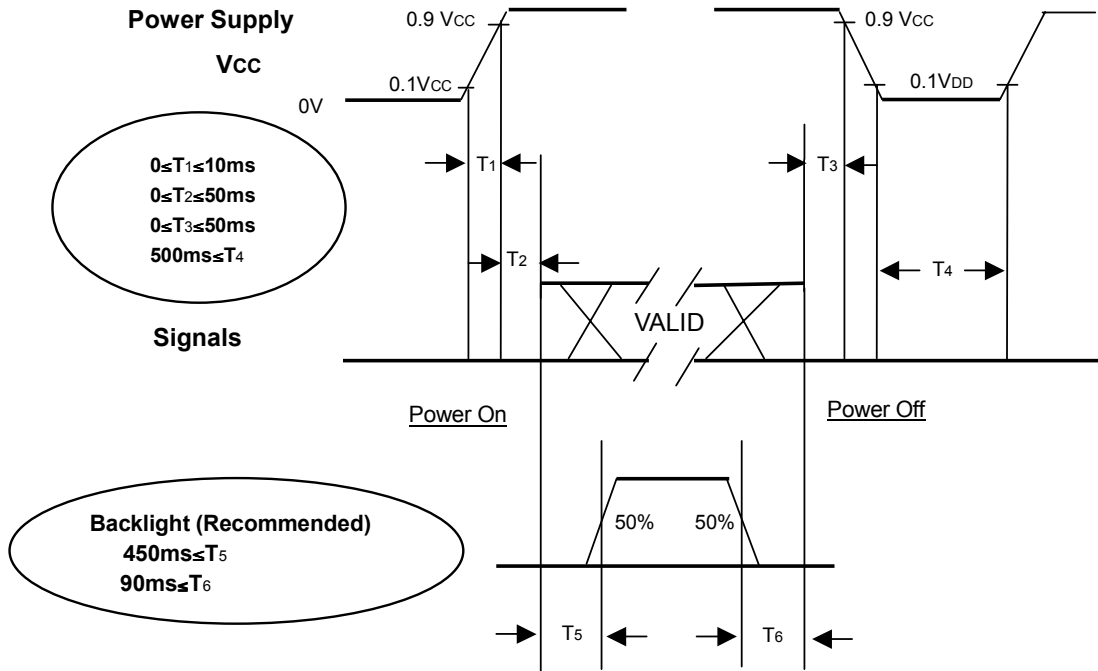 Power Supply
VCC
0.9 VCC
0.9 VCC
0.1VCC
0.1VDD
0V
0≤T1≤10ms
0≤T2≤50ms
0≤T3≤50ms
500ms≤T4
T1
T3
T2
T4
Signals
VALID
Power On
Power Off
Backlight (Recommended)
450ms≤T5
90ms≤T6
50%
50%
T5
T6